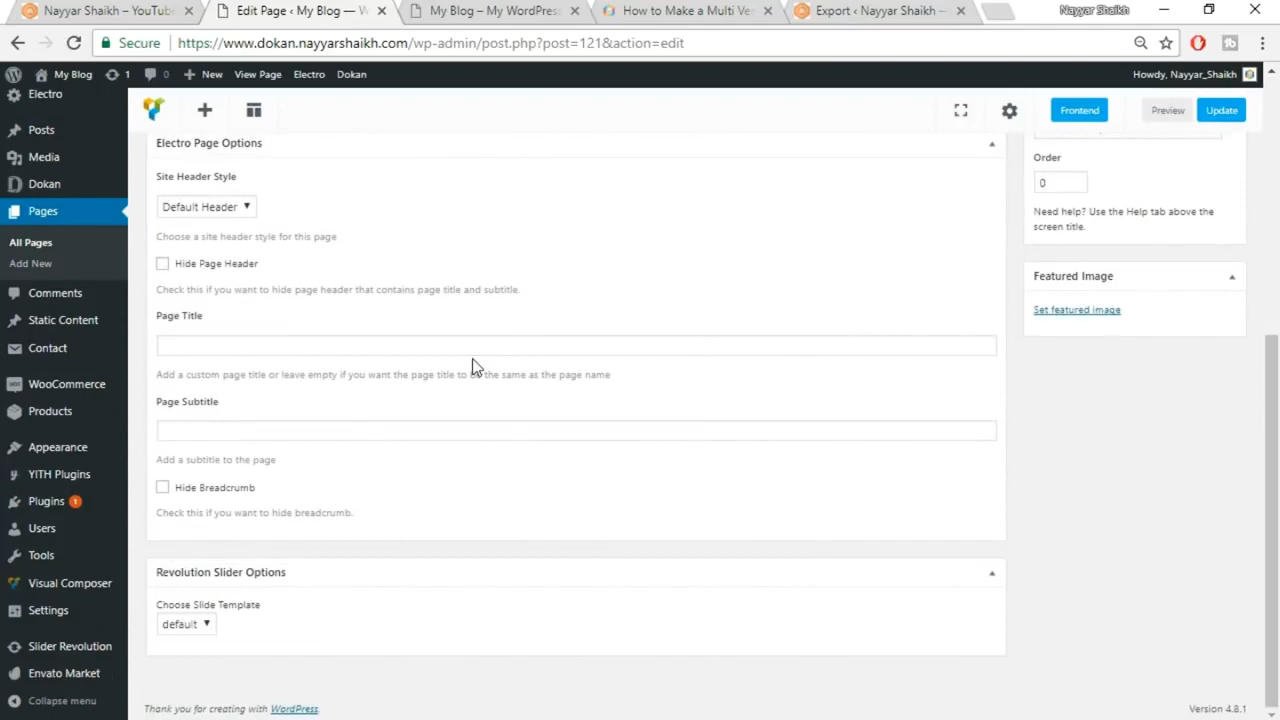 Nayyar Shaikh – YouTub
Edit Page ‹ My Blog — W
My Blog – My WordPress
How to Make a Multi Ve
Export ‹ Nayyar Shaikh —
Nayyar Shaikh
Secure
https://www.dokan.nayyarshaikh.com/wp-admin/post.php?post=121&action=edit
My Blog
1
0
New
View Page
Electro
Dokan
Howdy, Nayyar_Shaikh
Electro
Posts
Media
Dokan
Pages
All Pages
Add New
Comments
Static Content
Contact
WooCommerce
Products
Appearance
YITH Plugins
Plugins 1
Users
Tools
Visual Composer
Settings
Slider Revolution
Envato Market
Collapse menu
Frontend
Preview
Update
Electro Page Options
Site Header Style
Default Header
Choose a site header style for this page
Hide Page Header
Check this if you want to hide page header that contains page title and subtitle.
Page Title
Add a custom page title or leave empty if you want the page title to be the same as the page name
Page Subtitle
Add a subtitle to the page
Hide Breadcrumb
Check this if you want to hide breadcrumb.
Revolution Slider Options
Choose Slide Template
default
Order
0
Need help? Use the Help tab above the
screen title.
Featured Image
Set featured image
Thank you for creating with WordPress.
Version 4.8.1